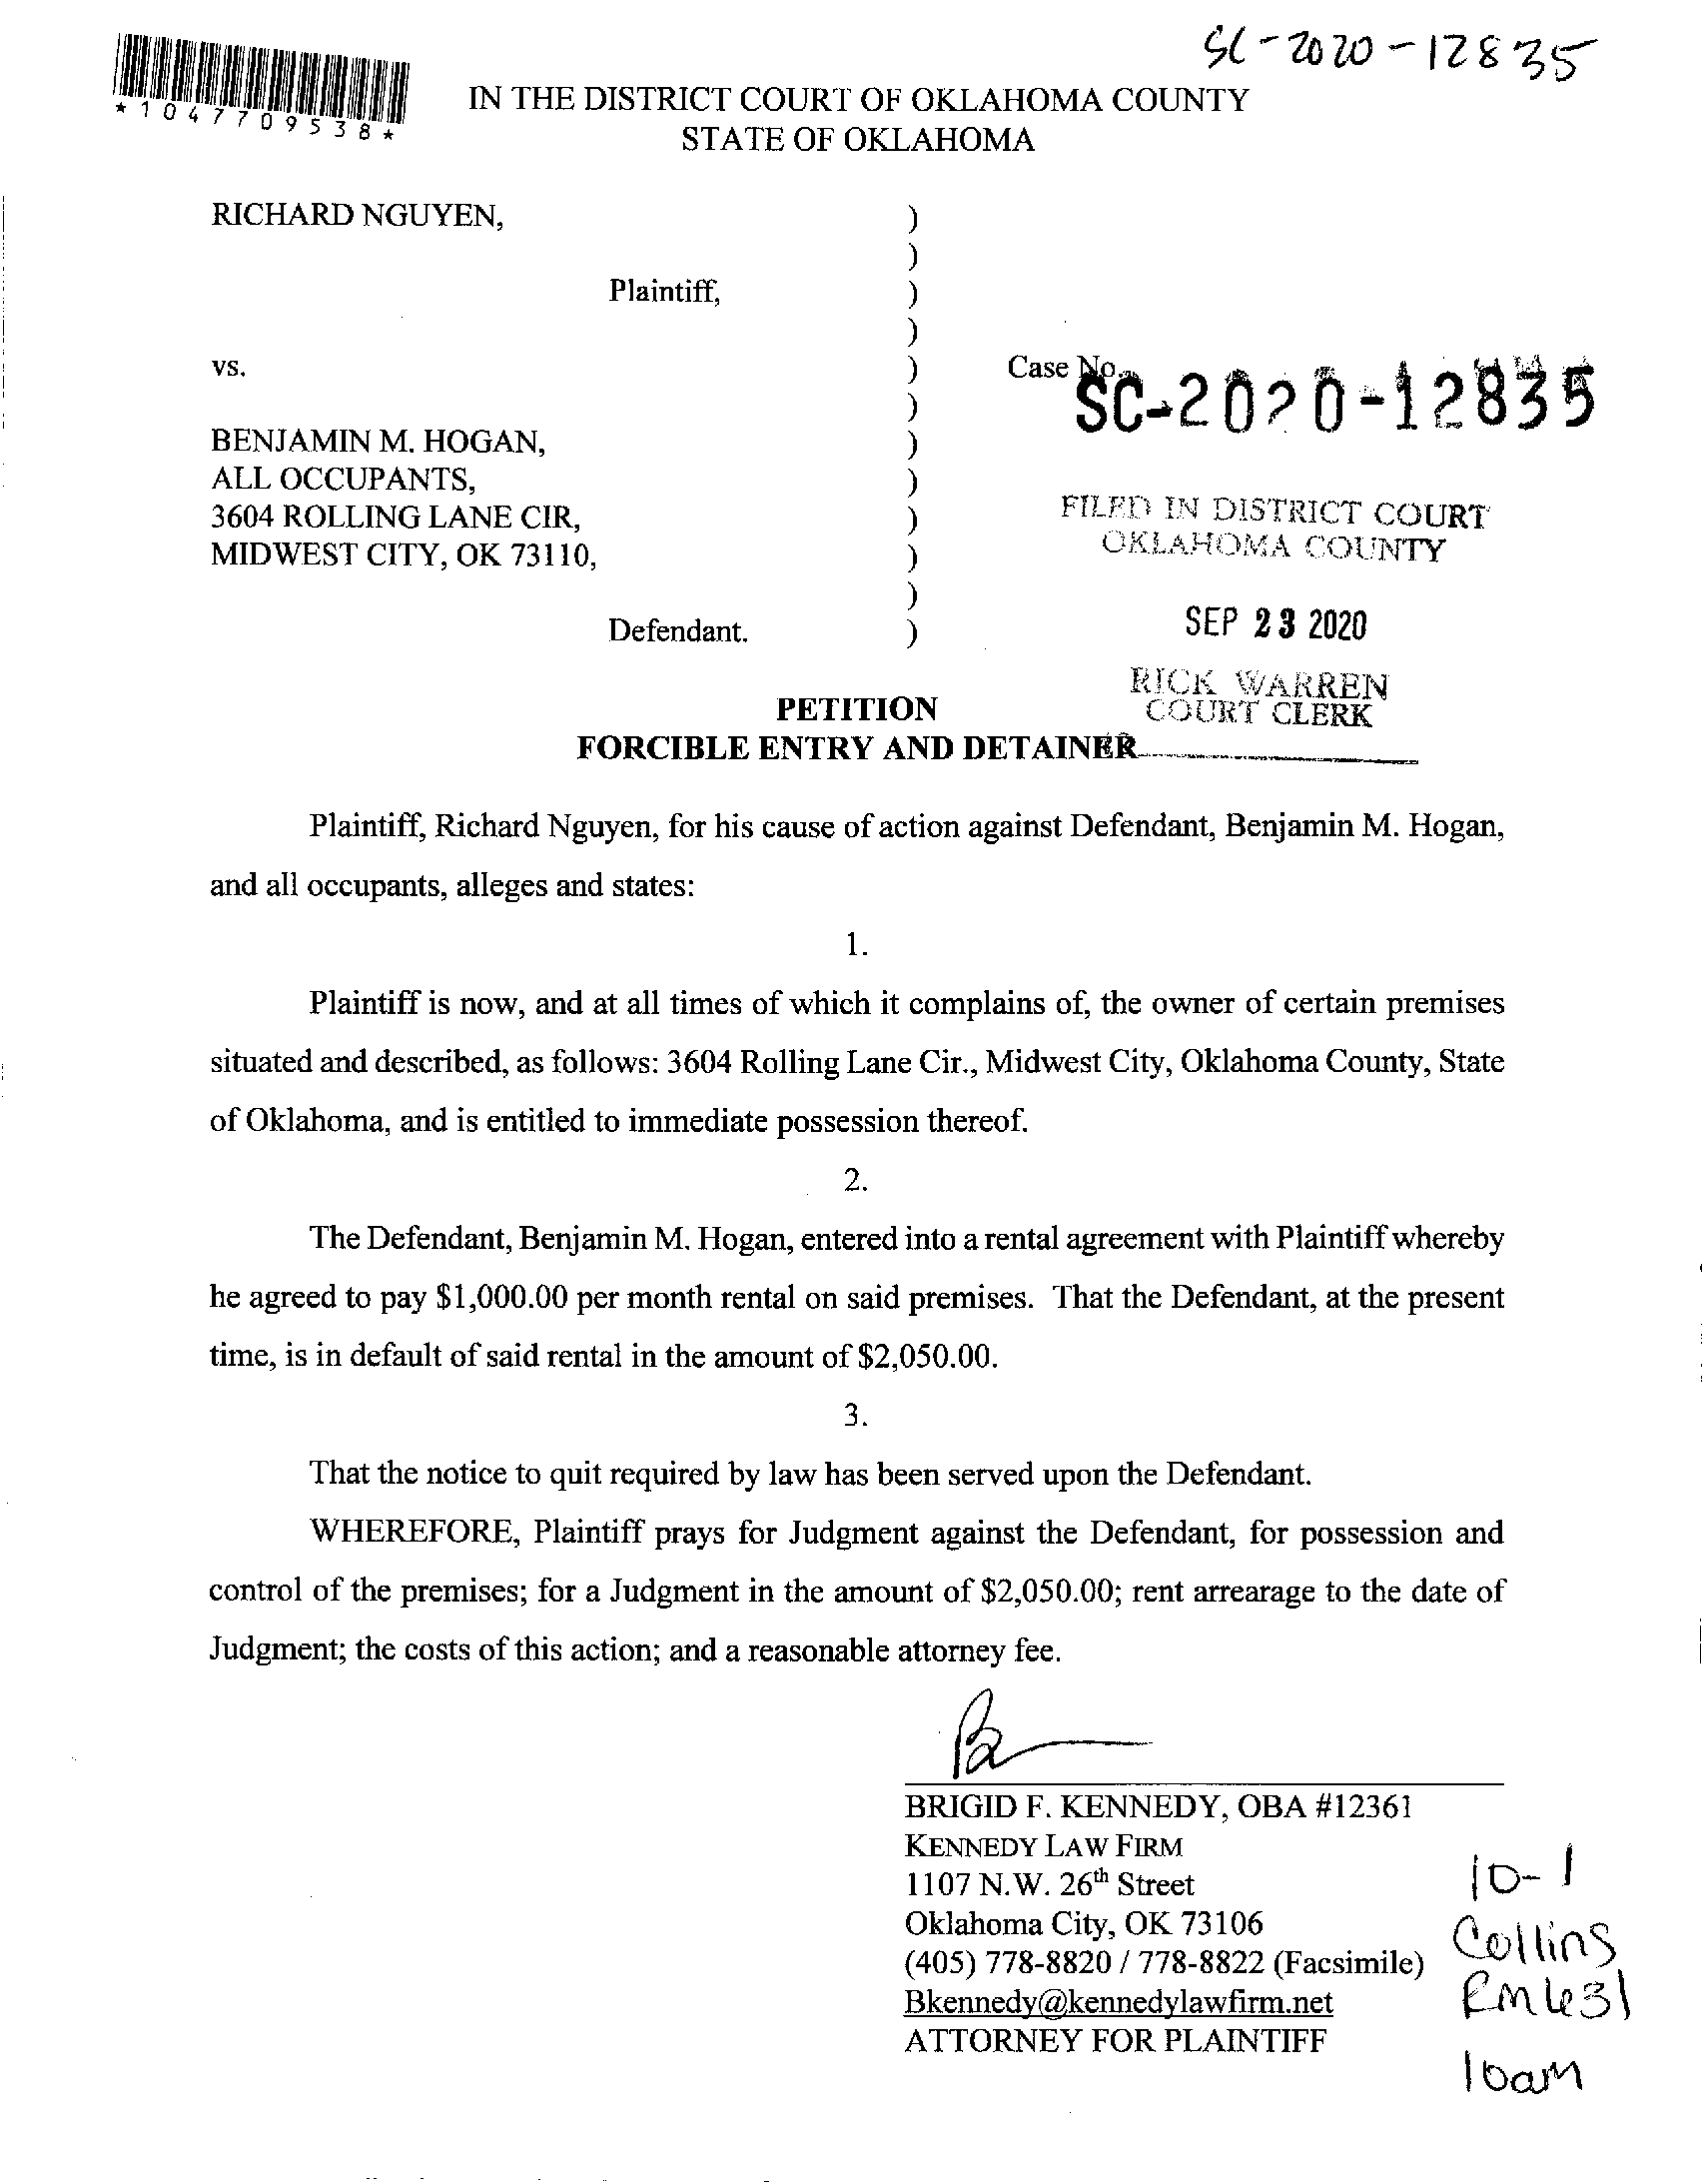 SC-2020-12835
*1047709538*
IN THE DISTRICT COURT OF OKLAHOMA COUNTY
STATE OF OKLAHOMA
RICHARD NGUYEN, )
)
Plaintiff, )
)
vs. ) Case No.
SC-2020-12835
)
BENJAMIN M. HOGAN, )
ALL OCCUPANTS, )
3604 ROLLING LANE CIR, )
MIDWEST CITY, OK 73110, )
)
Defendant. )
FILED IN DISTRICT COURT
OKLAHOMA COUNTY
SEP 23 2020
RICK WARREN
COURT CLERK
PETITION
FORCIBLE ENTRY AND DETAINER
Plaintiff, Richard Nguyen, for his cause of action against Defendant, Benjamin M. Hogan,
and all occupants, alleges and states:
1.
Plaintiff is now, and at all times of which it complains of, the owner of certain premises
situated and described, as follows: 3604 Rolling Lane Cir., Midwest City, Oklahoma County, State
of Oklahoma, and is entitled to immediate possession thereof.
2.
The Defendant, Benjamin M. Hogan, entered into a rental agreement with Plaintiff whereby
he agreed to pay $1,000.00 per month rental on said premises. That the Defendant, at the present
time, is in default of said rental in the amount of $2,050.00.
3.
That the notice to quit required by law has been served upon the Defendant.
WHEREFORE, Plaintiff prays for Judgment against the Defendant, for possession and
control of the premises; for a Judgment in the amount of $2,050.00; rent arrearage to the date of
Judgment; the costs of this action; and a reasonable attorney fee.
BRIGID F. KENNEDY, OBA #12361
KENNEDY LAW FIRM
1107 N.W. 26th Street
Oklahoma City, OK 73106
(405) 778-8820 / 778-8822 (Facsimile)
Bkennedy@kennedylawfirm.net
ATTORNEY FOR PLAINTIFF
10-1
Collins
RM 631
10am